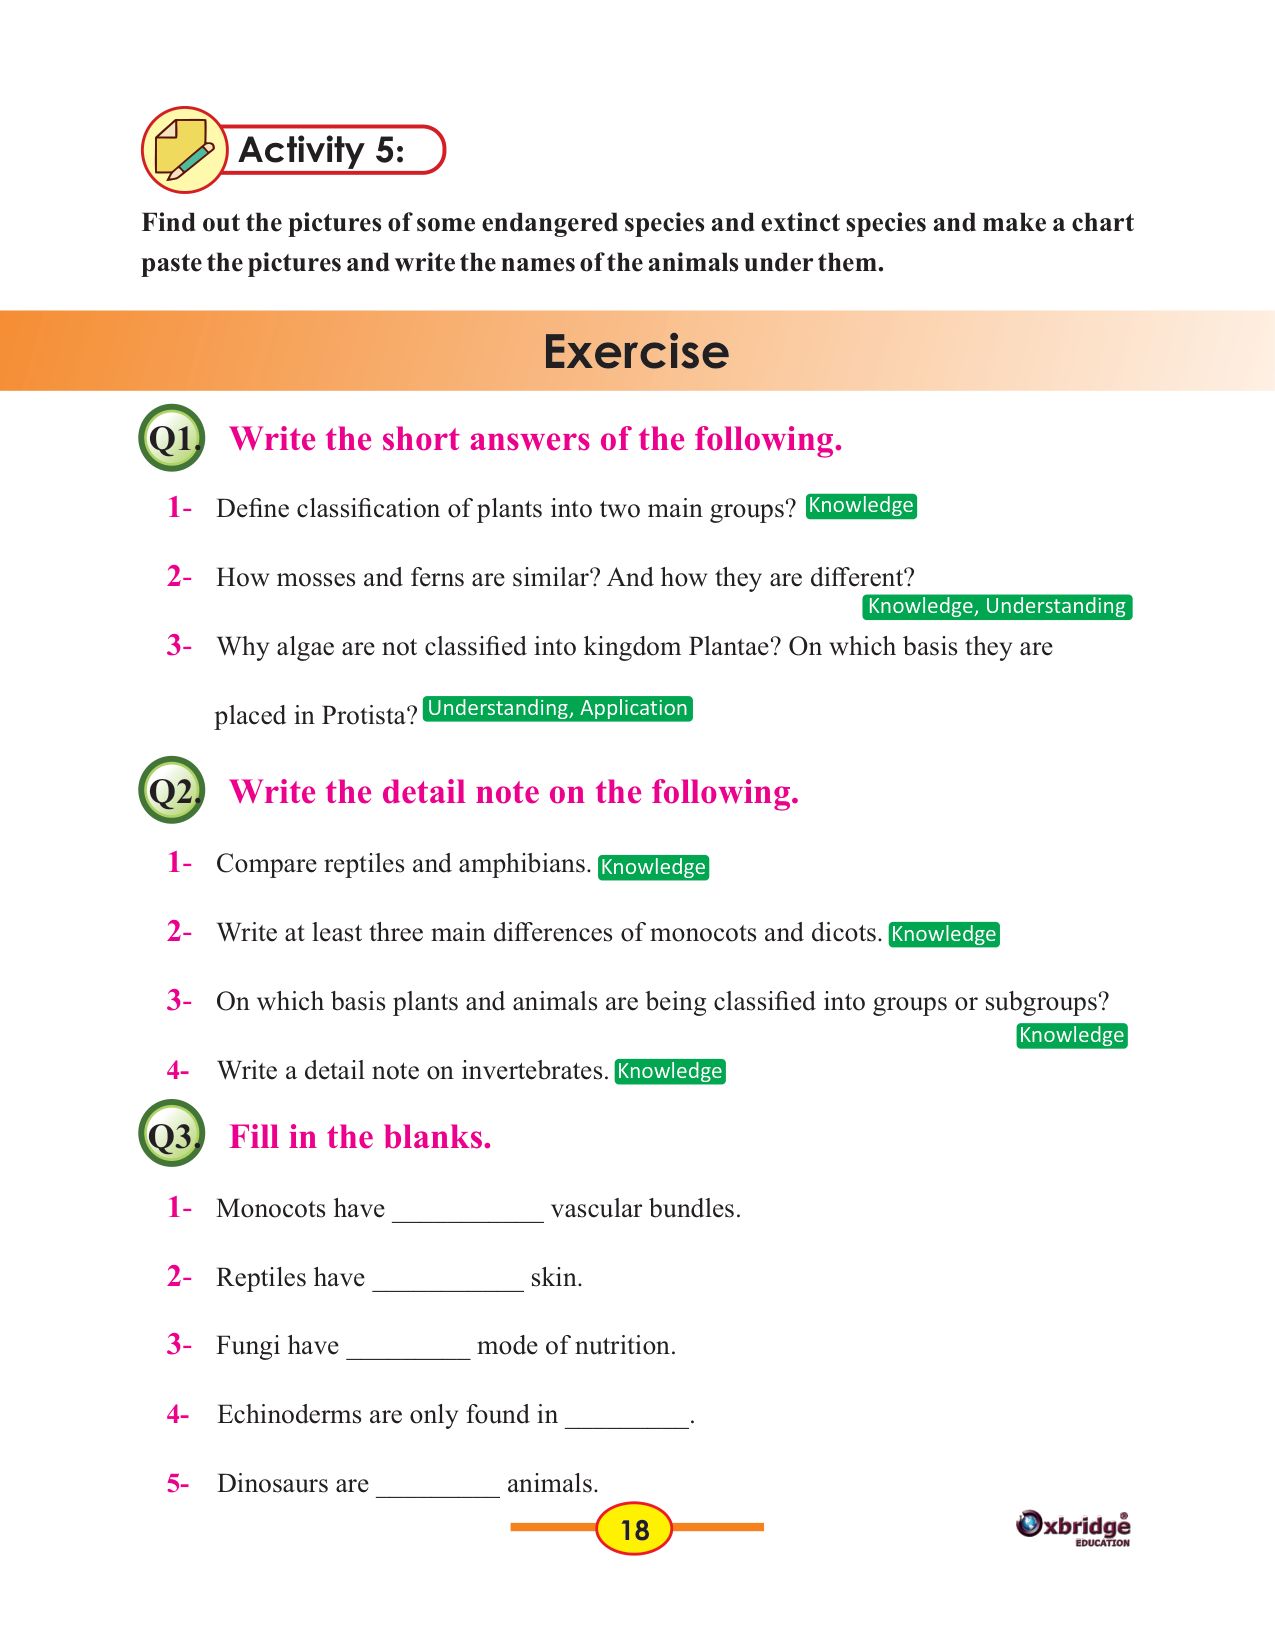 Activity 5:
Find out the pictures of some endangered species and extinct species and make a chart
paste the pictures and write the names of the animals under them.
Exercise
Q1. Write the short answers of the following.
1- Define classification of plants into two main groups? Knowledge
2- How mosses and ferns are similar? And how they are different?
Knowledge, Understanding
3- Why algae are not classified into kingdom Plantae? On which basis they are
placed in Protista? Understanding, Application
Q2. Write the detail note on the following.
1- Compare reptiles and amphibians. Knowledge
2- Write at least three main differences of monocots and dicots. Knowledge
3- On which basis plants and animals are being classified into groups or subgroups?
Knowledge
4- Write a detail note on invertebrates. Knowledge
Q3. Fill in the blanks.
1- Monocots have ___________ vascular bundles.
2- Reptiles have ___________ skin.
3- Fungi have _________ mode of nutrition.
4- Echinoderms are only found in _________.
5- Dinosaurs are _________ animals.
18
Oxbridge®
EDUCATION